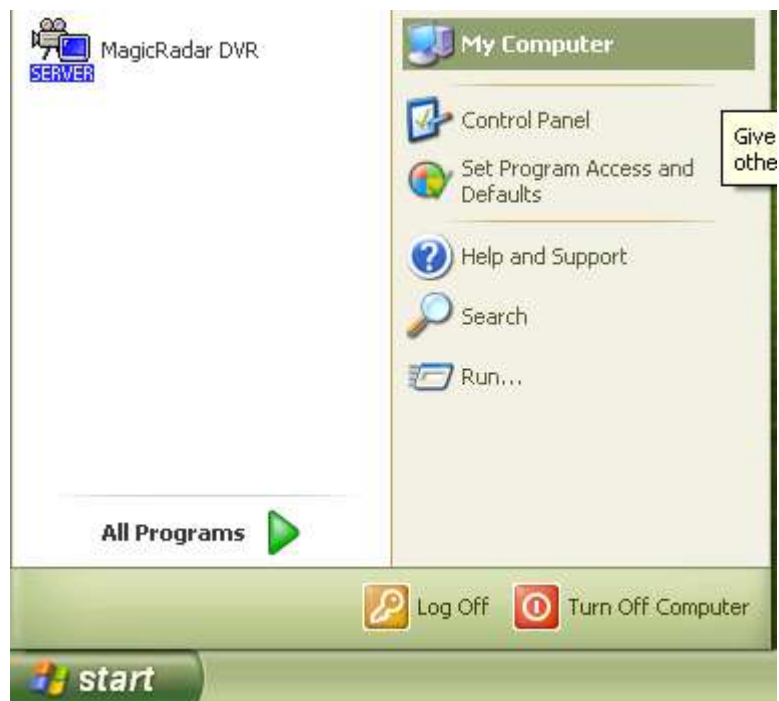 SERVER
MagicRadar DVR
All Programs
My Computer
Control Panel
Give
othe
Set Program Access and
Defaults
Help and Support
Search
Run...
Log Off
Turn Off Computer
start